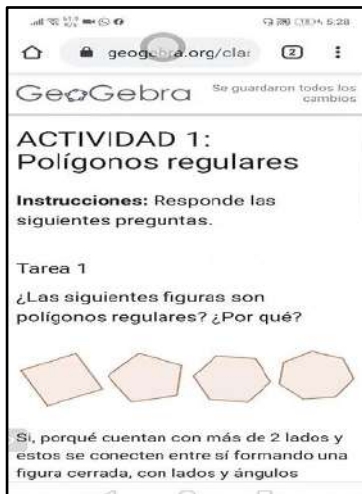 5:28
geogebra.org/cla
2
GeoGebra
Se guardaron todos los
cambios
ACTIVIDAD 1:
Polígonos regulares
Instrucciones: Responde las
siguientes preguntas.
Tarea 1
¿Las siguientes figuras son
polígonos regulares? ¿Por qué?
Si, porqué cuentan con más de 2 lados y
estos se conecten entre sí formando una
figura cerrada, con lados y ángulos